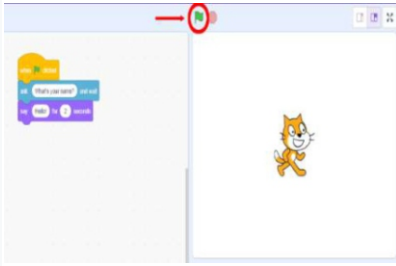 when clicked
ask What's your name? and wait
say Hello! for 2 seconds